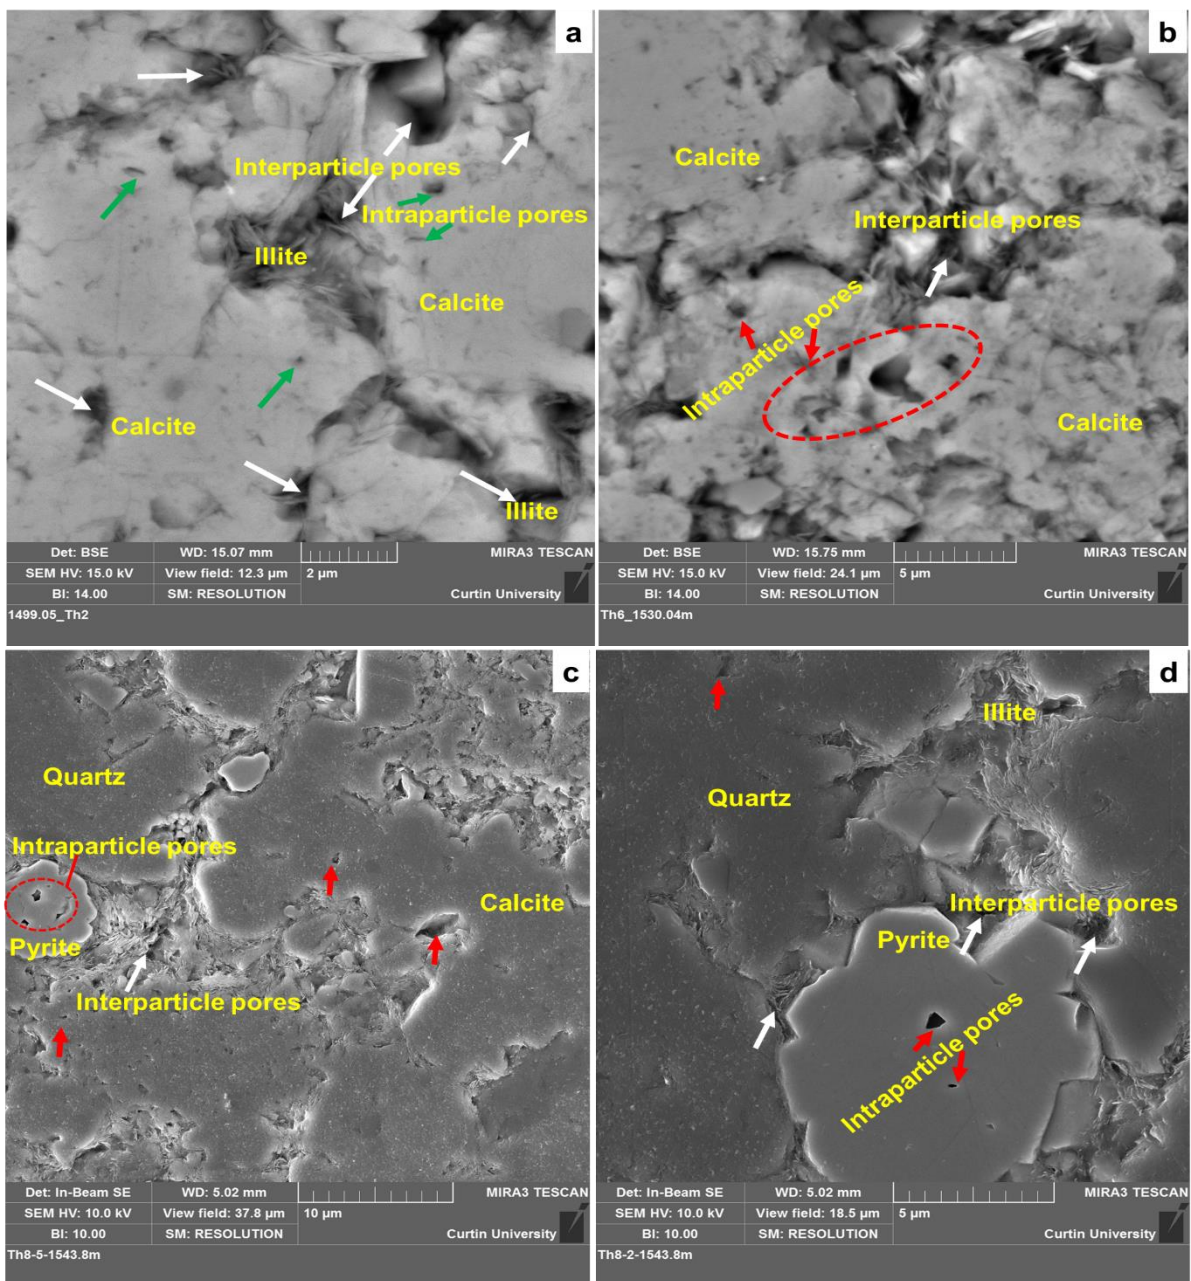 a
Interparticle pores
Intraparticle pores
Illite
Calcite
Calcite
Illite
Det: BSE WD: 15.07 mm MIRA3 TESCAN
SEM HV: 15.0 kV View field: 12.3 µm 2 µm
BI: 14.00 SM: RESOLUTION Curtin University
1499.05_Th2
b
Calcite
Interparticle pores
Intraparticle pores
Calcite
Det: BSE WD: 15.75 mm MIRA3 TESCAN
SEM HV: 15.0 kV View field: 24.1 µm 5 µm
BI: 14.00 SM: RESOLUTION Curtin University
Th6_1530.04m
c
Quartz
Intraparticle pores
Calcite
Pyrite
Interparticle pores
Det: In-Beam SE WD: 5.02 mm MIRA3 TESCAN
SEM HV: 10.0 kV View field: 37.8 µm 10 µm
BI: 10.00 SM: RESOLUTION Curtin University
Th8-5-1543.8m
d
Illite
Quartz
Interparticle pores
Pyrite
Intraparticle pores
Det: In-Beam SE WD: 5.02 mm MIRA3 TESCAN
SEM HV: 10.0 kV View field: 18.5 µm 5 µm
BI: 10.00 SM: RESOLUTION Curtin University
Th8-2-1543.8m